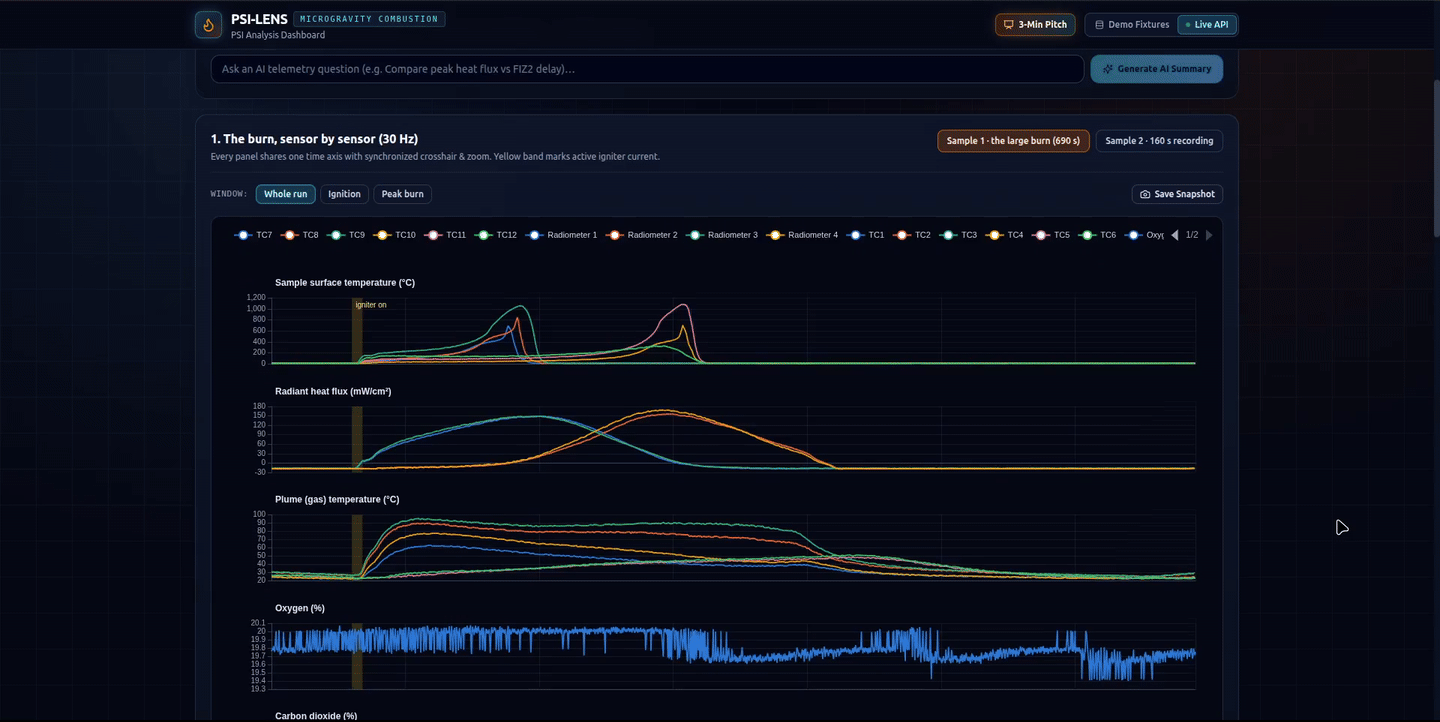 PSI-LENS MICROGRAVITY COMBUSTION
PSI Analysis Dashboard
3-Min Pitch
Demo Fixtures
Live API
Ask an AI telemetry question (e.g. Compare peak heat flux vs FIZ2 delay)...
Generate AI Summary
1. The burn, sensor by sensor (30 Hz)
Every panel shares one time axis with synchronized crosshair & zoom. Yellow band marks active igniter current.
Sample 1 · the large burn (690 s)
Sample 2 · 160 s recording
WINDOW: Whole run Ignition Peak burn
Save Snapshot
TC7 TC8 TC9 TC10 TC11 TC12 Radiometer 1 Radiometer 2 Radiometer 3 Radiometer 4 TC1 TC2 TC3 TC4 TC5 TC6 Oxyg 1/2
Sample surface temperature (°C)
igniter on
1,200
1,000
800
600
400
200
0
Radiant heat flux (mW/cm²)
180
150
120
90
60
30
0
-30
Plume (gas) temperature (°C)
100
90
80
70
60
50
40
30
20
Oxygen (%)
20.1
20
19.9
19.8
19.7
19.6
19.5
19.4
19.3
Carbon dioxide (%)